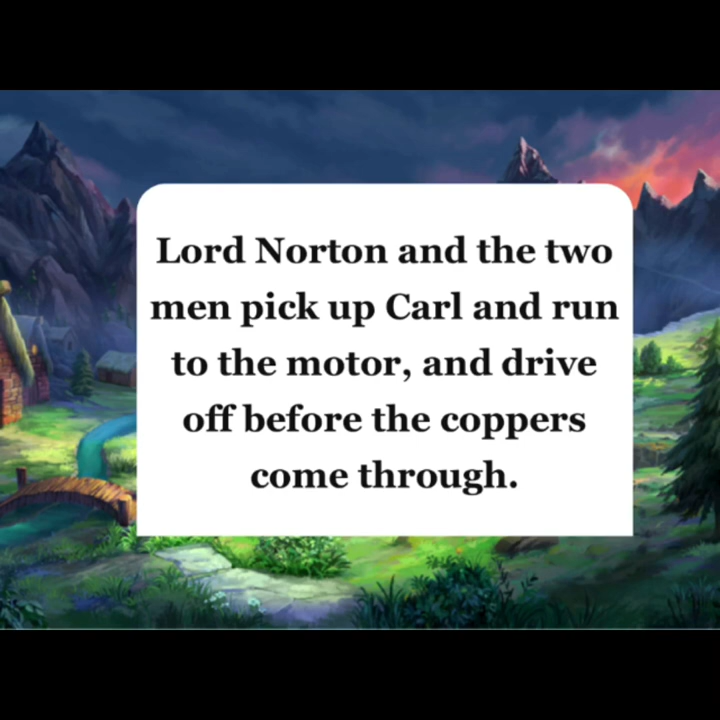 Lord Norton and the two
men pick up Carl and run
to the motor, and drive
off before the coppers
come through.